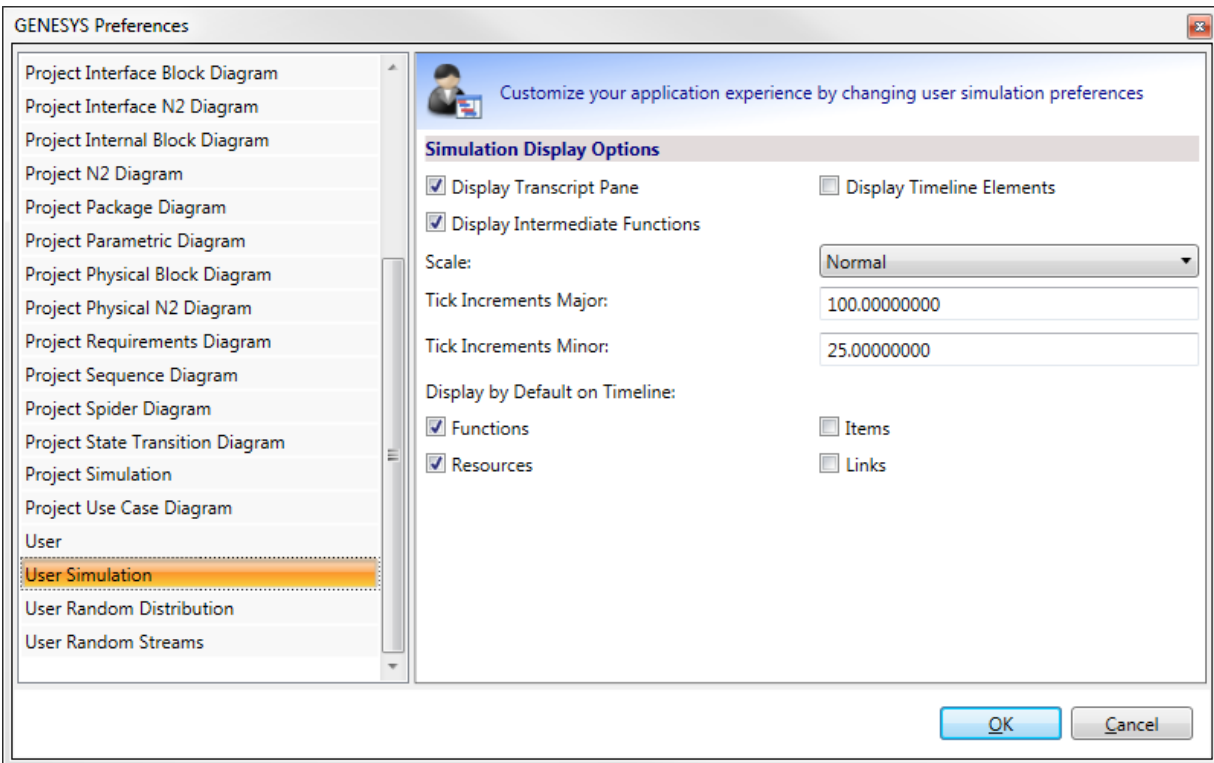 GENESYS Preferences
Project Interface Block Diagram
Project Interface N2 Diagram
Project Internal Block Diagram
Project N2 Diagram
Project Package Diagram
Project Parametric Diagram
Project Physical Block Diagram
Project Physical N2 Diagram
Project Requirements Diagram
Project Sequence Diagram
Project Spider Diagram
Project State Transition Diagram
Project Simulation
Project Use Case Diagram
User
User Simulation
User Random Distribution
User Random Streams
Customize your application experience by changing user simulation preferences
Simulation Display Options
Display Transcript Pane Display Timeline Elements
Display Intermediate Functions
Scale: Normal
Tick Increments Major: 100.00000000
Tick Increments Minor: 25.00000000
Display by Default on Timeline:
Functions Items
Resources Links
OK Cancel